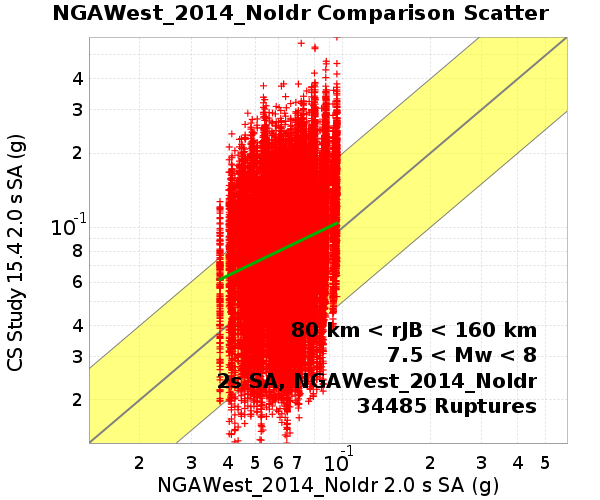 NGAWest_2014_NoIdr Comparison Scatter
CS Study 15.4 2.0 s SA (g)
4
3
2
10-1
8
6
4
3
2
80 km < rJB < 160 km
7.5 < Mw < 8
2s SA, NGAWest_2014_NoIdr
34485 Ruptures
2 3 4 5 6 7 10-1 2 3 4 5
NGAWest_2014_NoIdr 2.0 s SA (g)